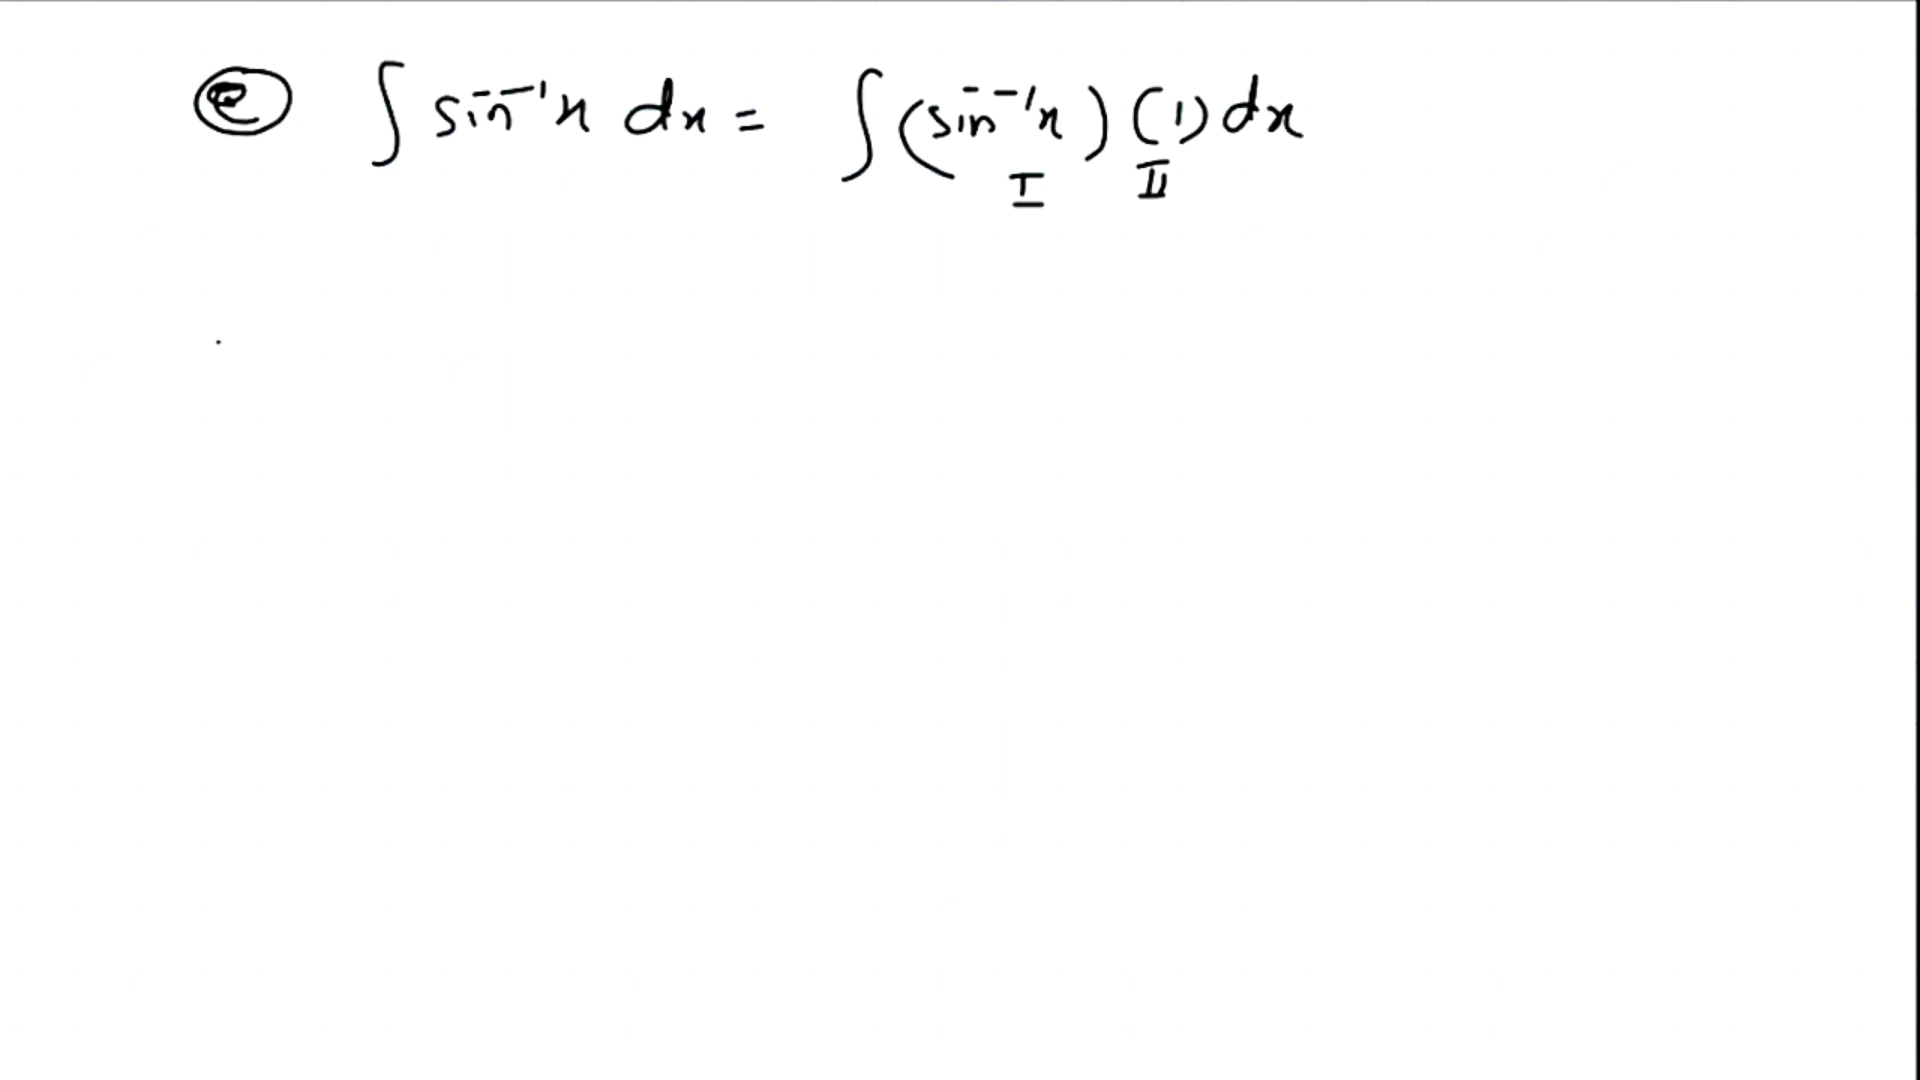 e ∫ sin⁻¹x dx = ∫ (sin⁻¹x) (1) dx
I II